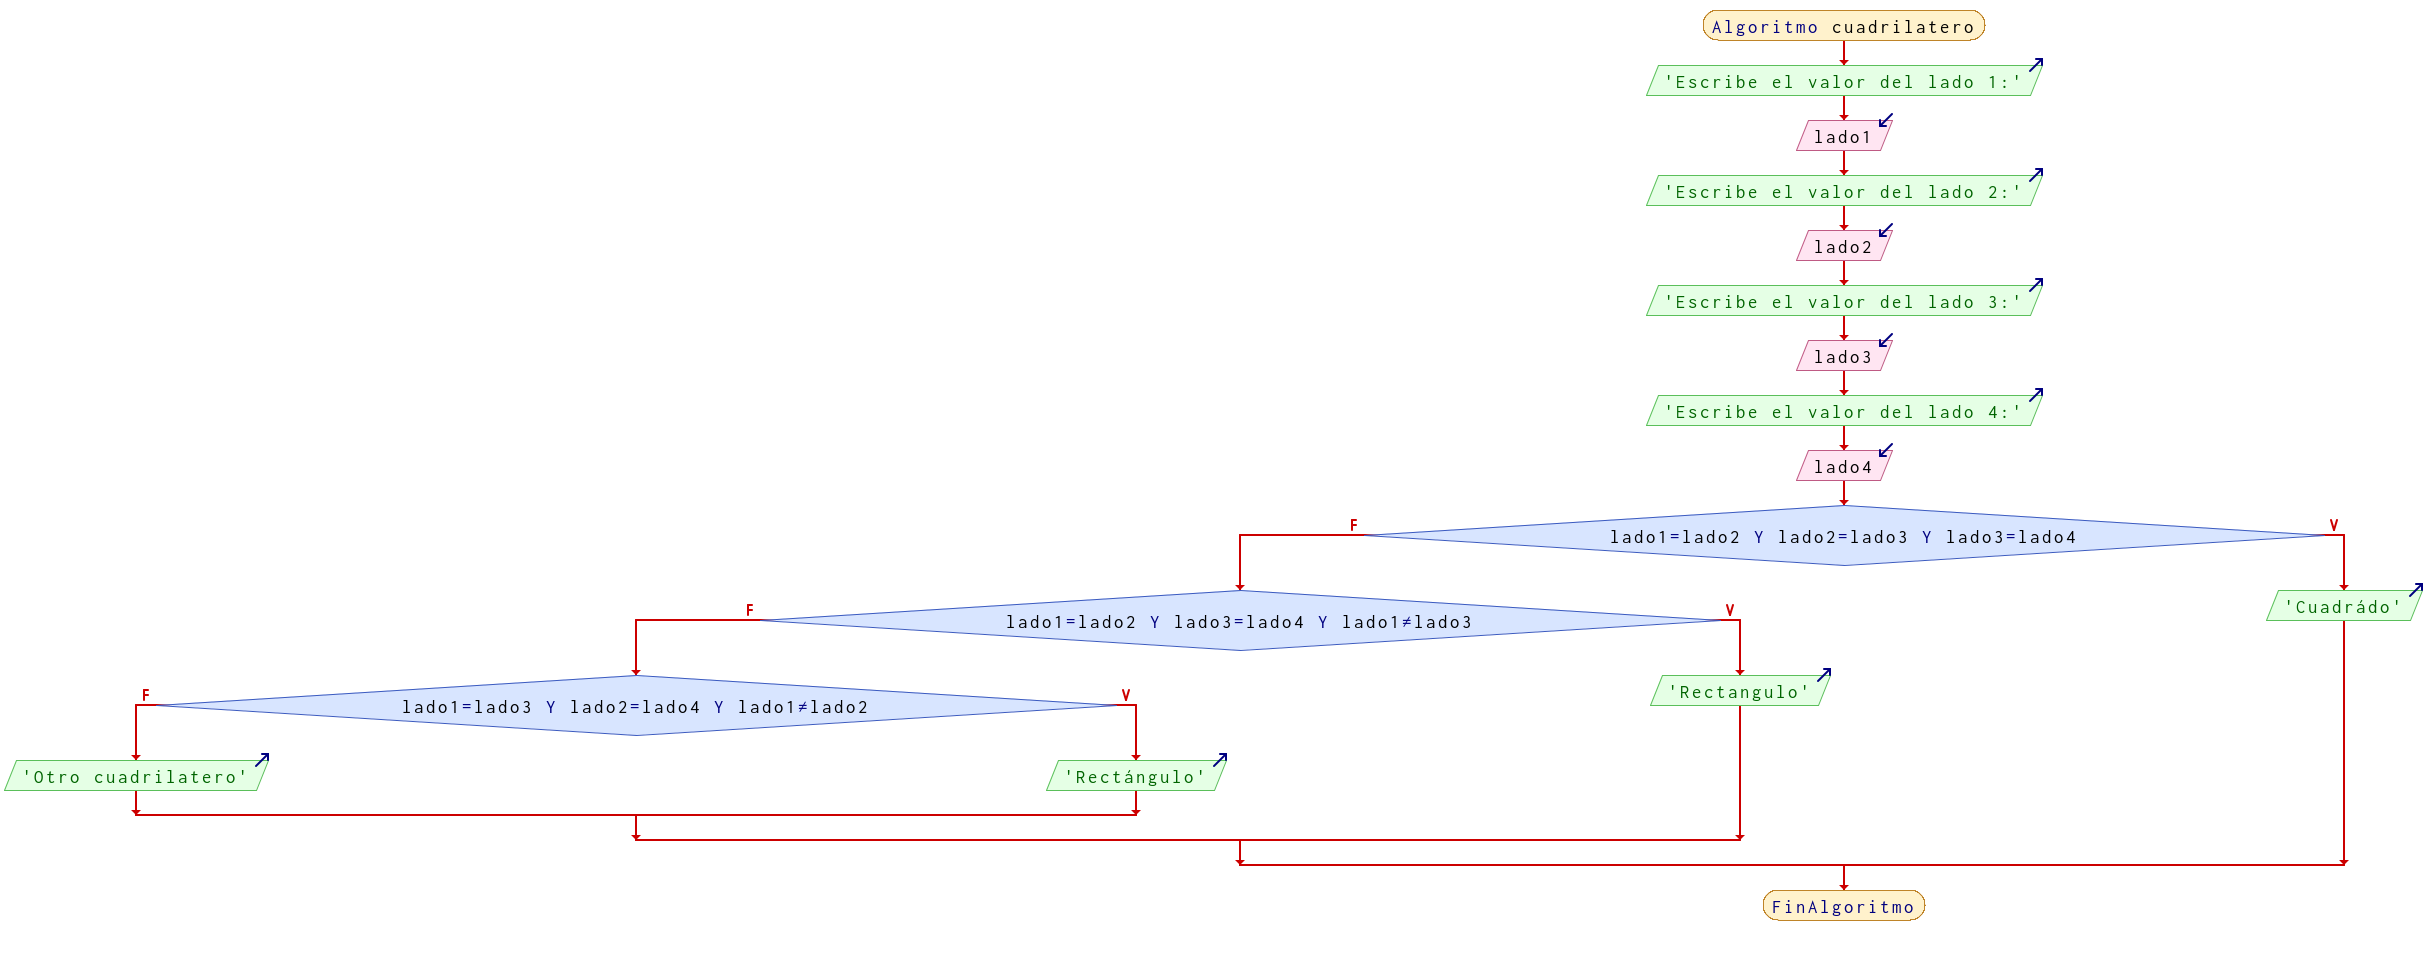 Algoritmo cuadrilatero
'Escribe el valor del lado 1:'
lado1
'Escribe el valor del lado 2:'
lado2
'Escribe el valor del lado 3:'
lado3
'Escribe el valor del lado 4:'
lado4
F
lado1=lado2 Y lado2=lado3 Y lado3=lado4
V
F
lado1=lado2 Y lado3=lado4 Y lado1≠lado3
V
'Cuadrádo'
F
lado1=lado3 Y lado2=lado4 Y lado1≠lado2
V
'Rectangulo'
'Otro cuadrilatero'
'Rectángulo'
FinAlgoritmo